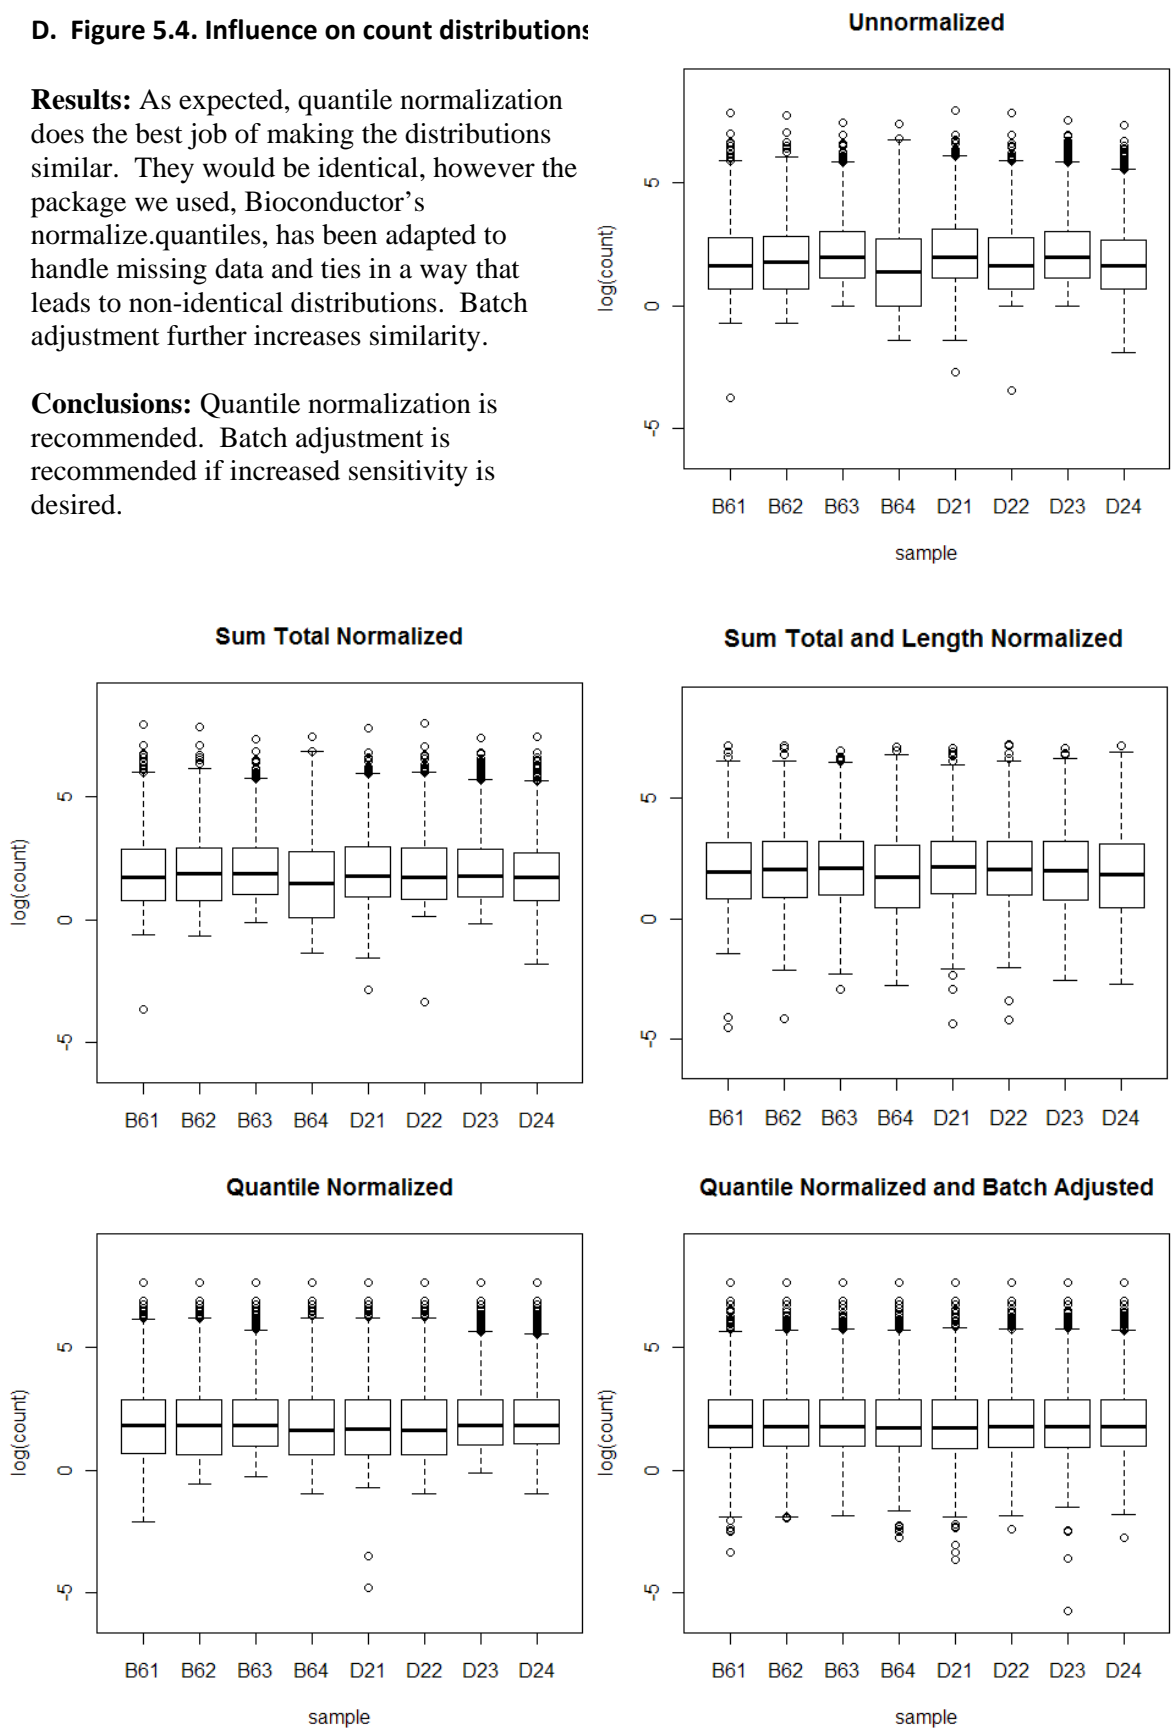 D. Figure 5.4. Influence on count distributions
Results: As expected, quantile normalization
does the best job of making the distributions
similar. They would be identical, however the
package we used, Bioconductor's
normalize.quantiles, has been adapted to
handle missing data and ties in a way that
leads to non-identical distributions. Batch
adjustment further increases similarity.
Conclusions: Quantile normalization is
recommended. Batch adjustment is
recommended if increased sensitivity is
desired.
Unnormalized
log(count)
5
0
-5
B61 B62 B63 B64 D21 D22 D23 D24
sample
Sum Total Normalized
log(count)
5
0
-5
B61 B62 B63 B64 D21 D22 D23 D24
Sum Total and Length Normalized
5
0
-5
B61 B62 B63 B64 D21 D22 D23 D24
Quantile Normalized
log(count)
5
0
-5
B61 B62 B63 B64 D21 D22 D23 D24
sample
Quantile Normalized and Batch Adjusted
log(count)
5
0
-5
B61 B62 B63 B64 D21 D22 D23 D24
sample